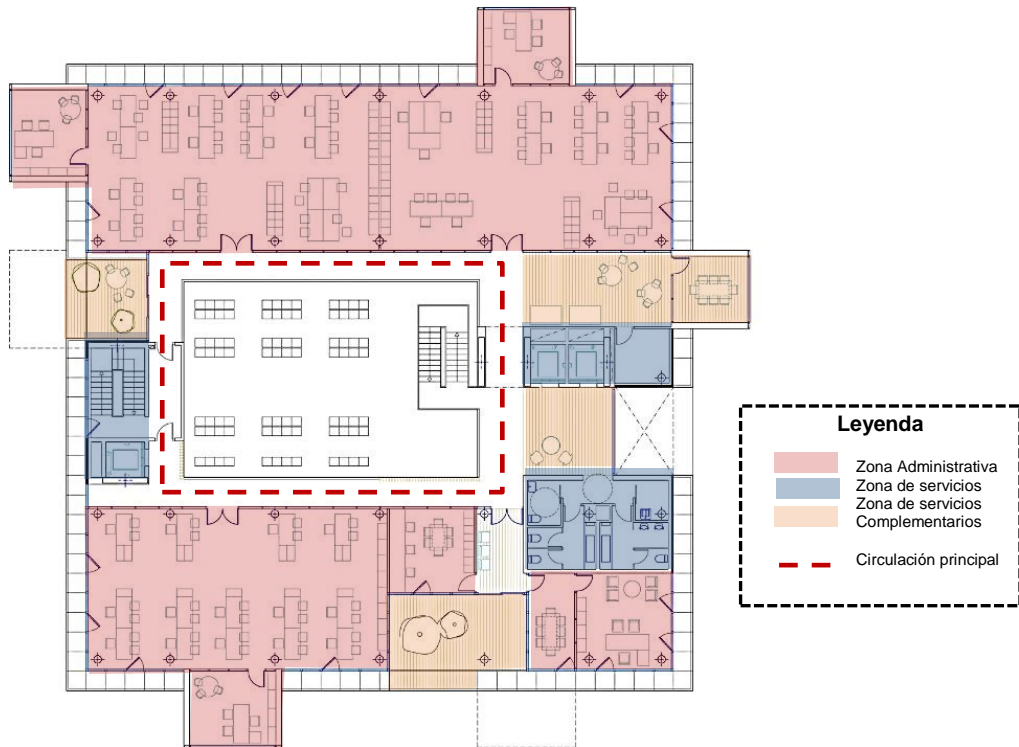 Leyenda
Zona Administrativa
Zona de servicios
Zona de servicios
Complementarios
Circulación principal